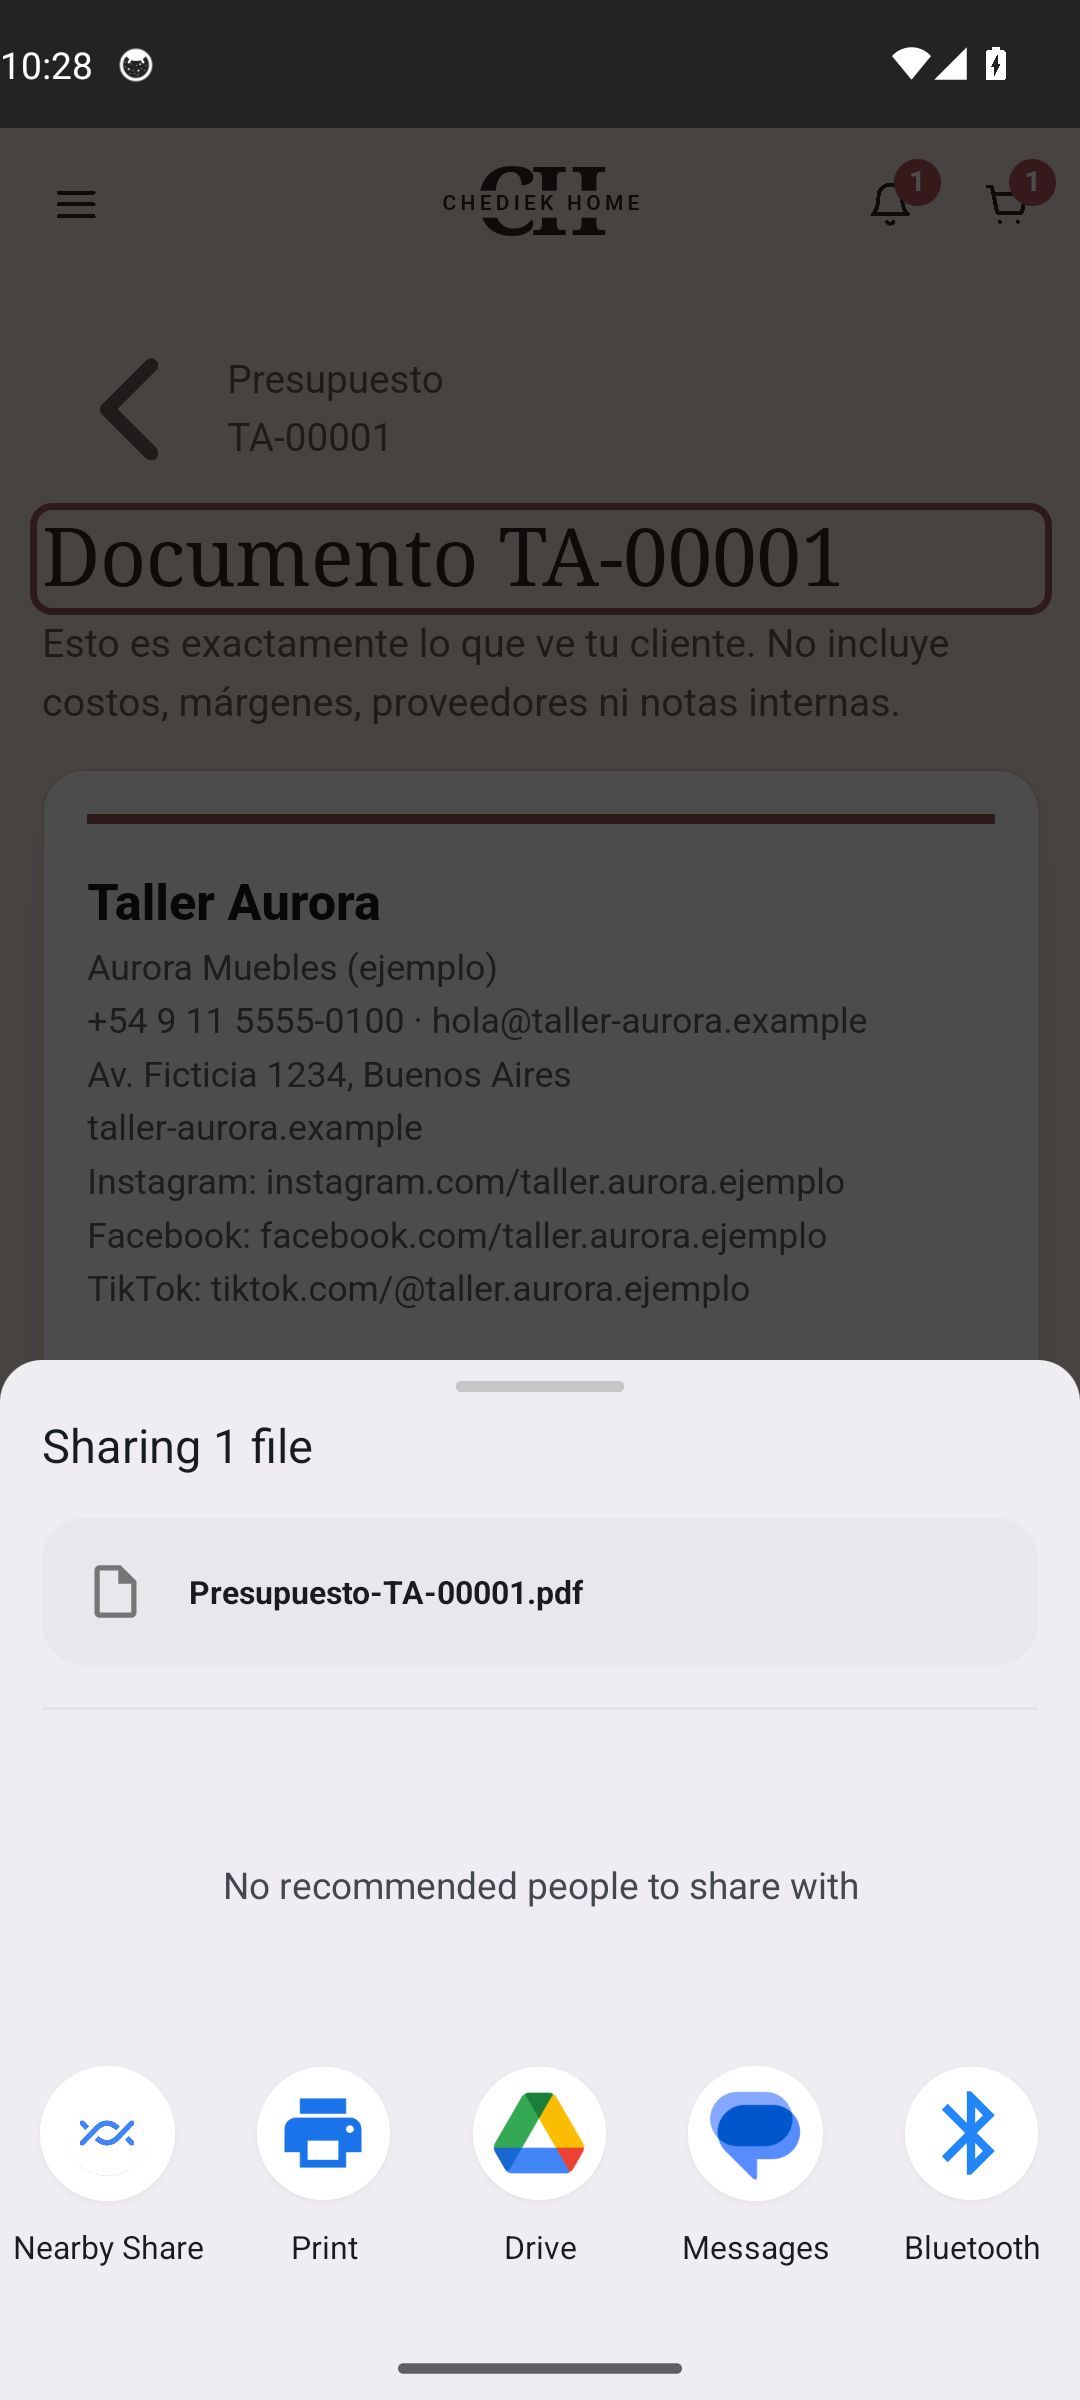 10:28
CH
CHEDIEK HOME
1
1
Presupuesto
TA-00001
Documento TA-00001
Esto es exactamente lo que ve tu cliente. No incluye
costos, márgenes, proveedores ni notas internas.
Taller Aurora
Aurora Muebles (ejemplo)
+54 9 11 5555-0100 · hola@taller-aurora.example
Av. Ficticia 1234, Buenos Aires
taller-aurora.example
Instagram: instagram.com/taller.aurora.ejemplo
Facebook: facebook.com/taller.aurora.ejemplo
TikTok: tiktok.com/@taller.aurora.ejemplo
Sharing 1 file
Presupuesto-TA-00001.pdf
No recommended people to share with
Nearby Share
Print
Drive
Messages
Bluetooth